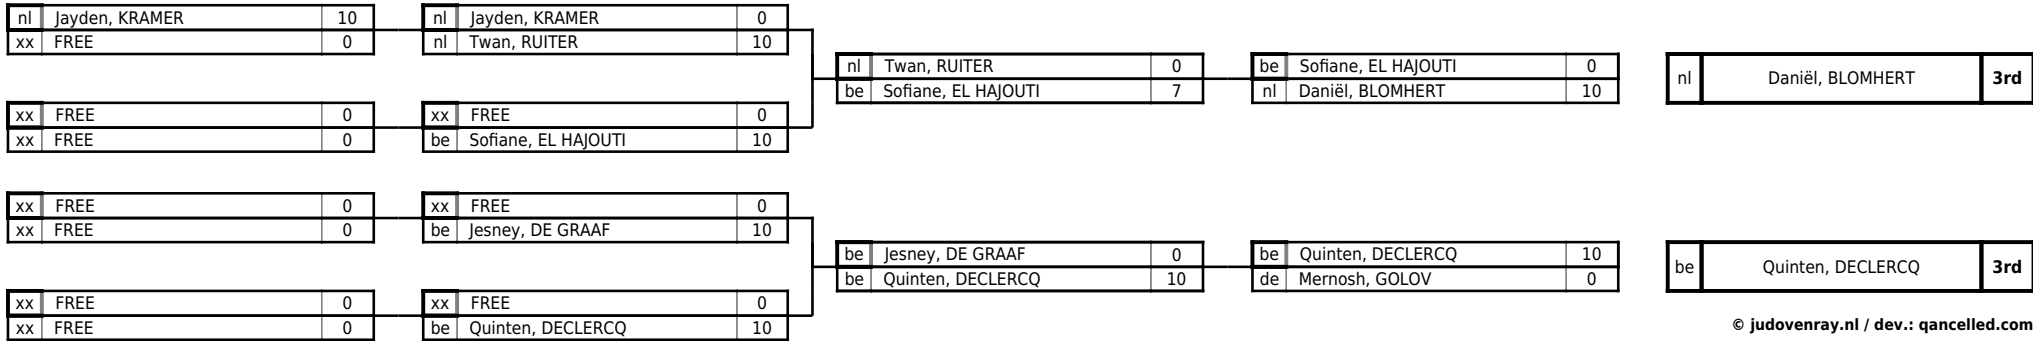 nl Jayden, KRAMER 10
xx FREE 0
xx FREE 0
xx FREE 0
xx FREE 0
xx FREE 0
xx FREE 0
xx FREE 0
nl Jayden, KRAMER 0
nl Twan, RUITER 10
xx FREE 0
be Sofiane, EL HAJOUTI 10
xx FREE 0
be Jesney, DE GRAAF 10
xx FREE 0
be Quinten, DECLERCQ 10
nl Twan, RUITER 0
be Sofiane, EL HAJOUTI 7
be Jesney, DE GRAAF 0
be Quinten, DECLERCQ 10
be Sofiane, EL HAJOUTI 0
nl Daniël, BLOMHERT 10
be Quinten, DECLERCQ 10
de Mernosh, GOLOV 0
nl Daniël, BLOMHERT 3rd
be Quinten, DECLERCQ 3rd
© judovenray.nl / dev.: qancelled.com